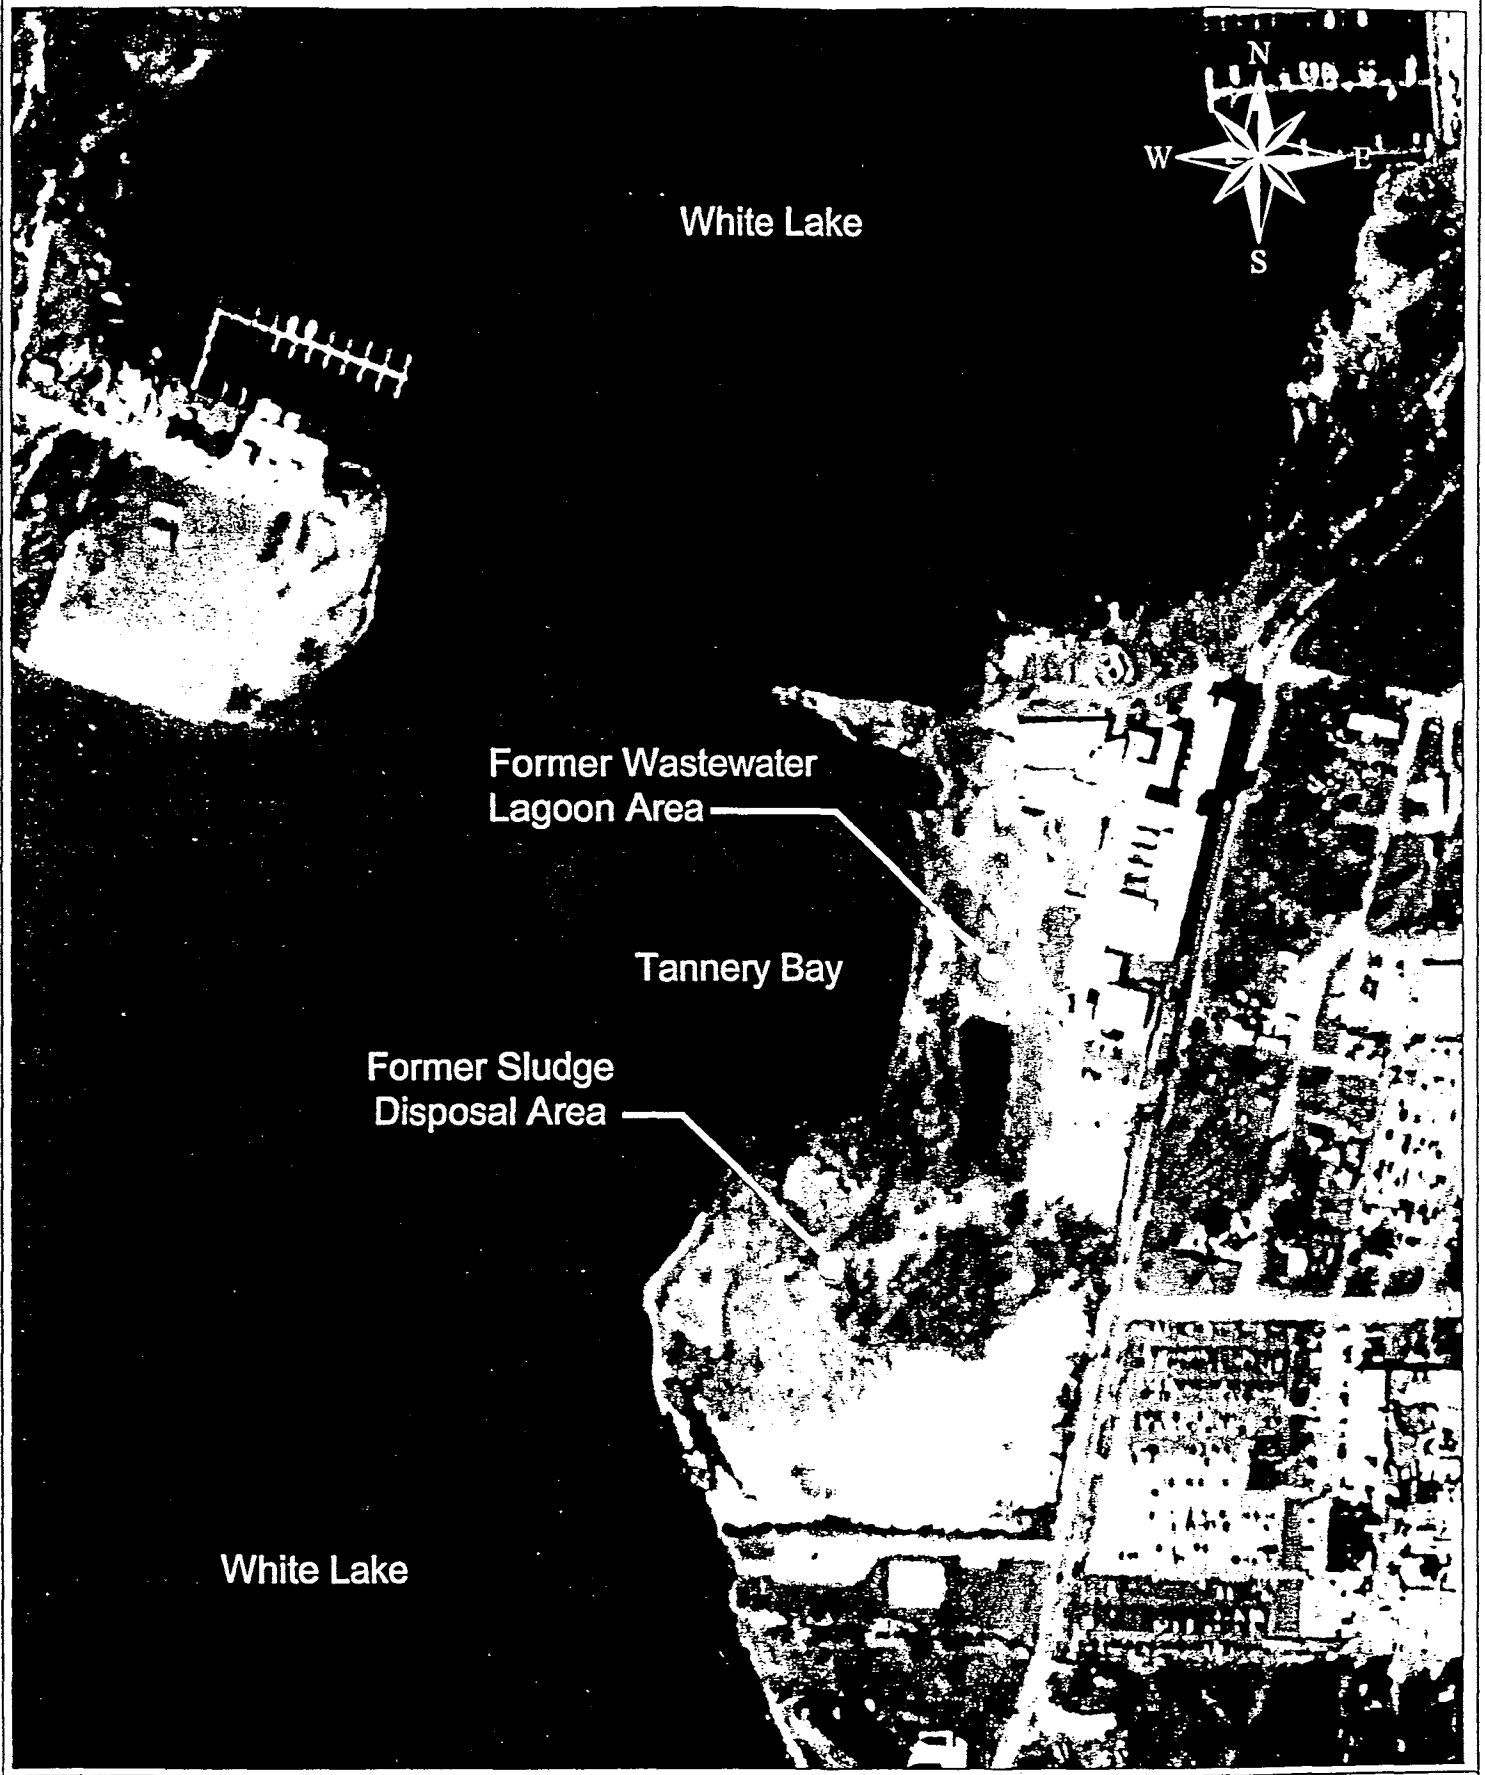 N
W E
S
White Lake
Former Wastewater
Lagoon Area
Tannery Bay
Former Sludge
Disposal Area
White Lake